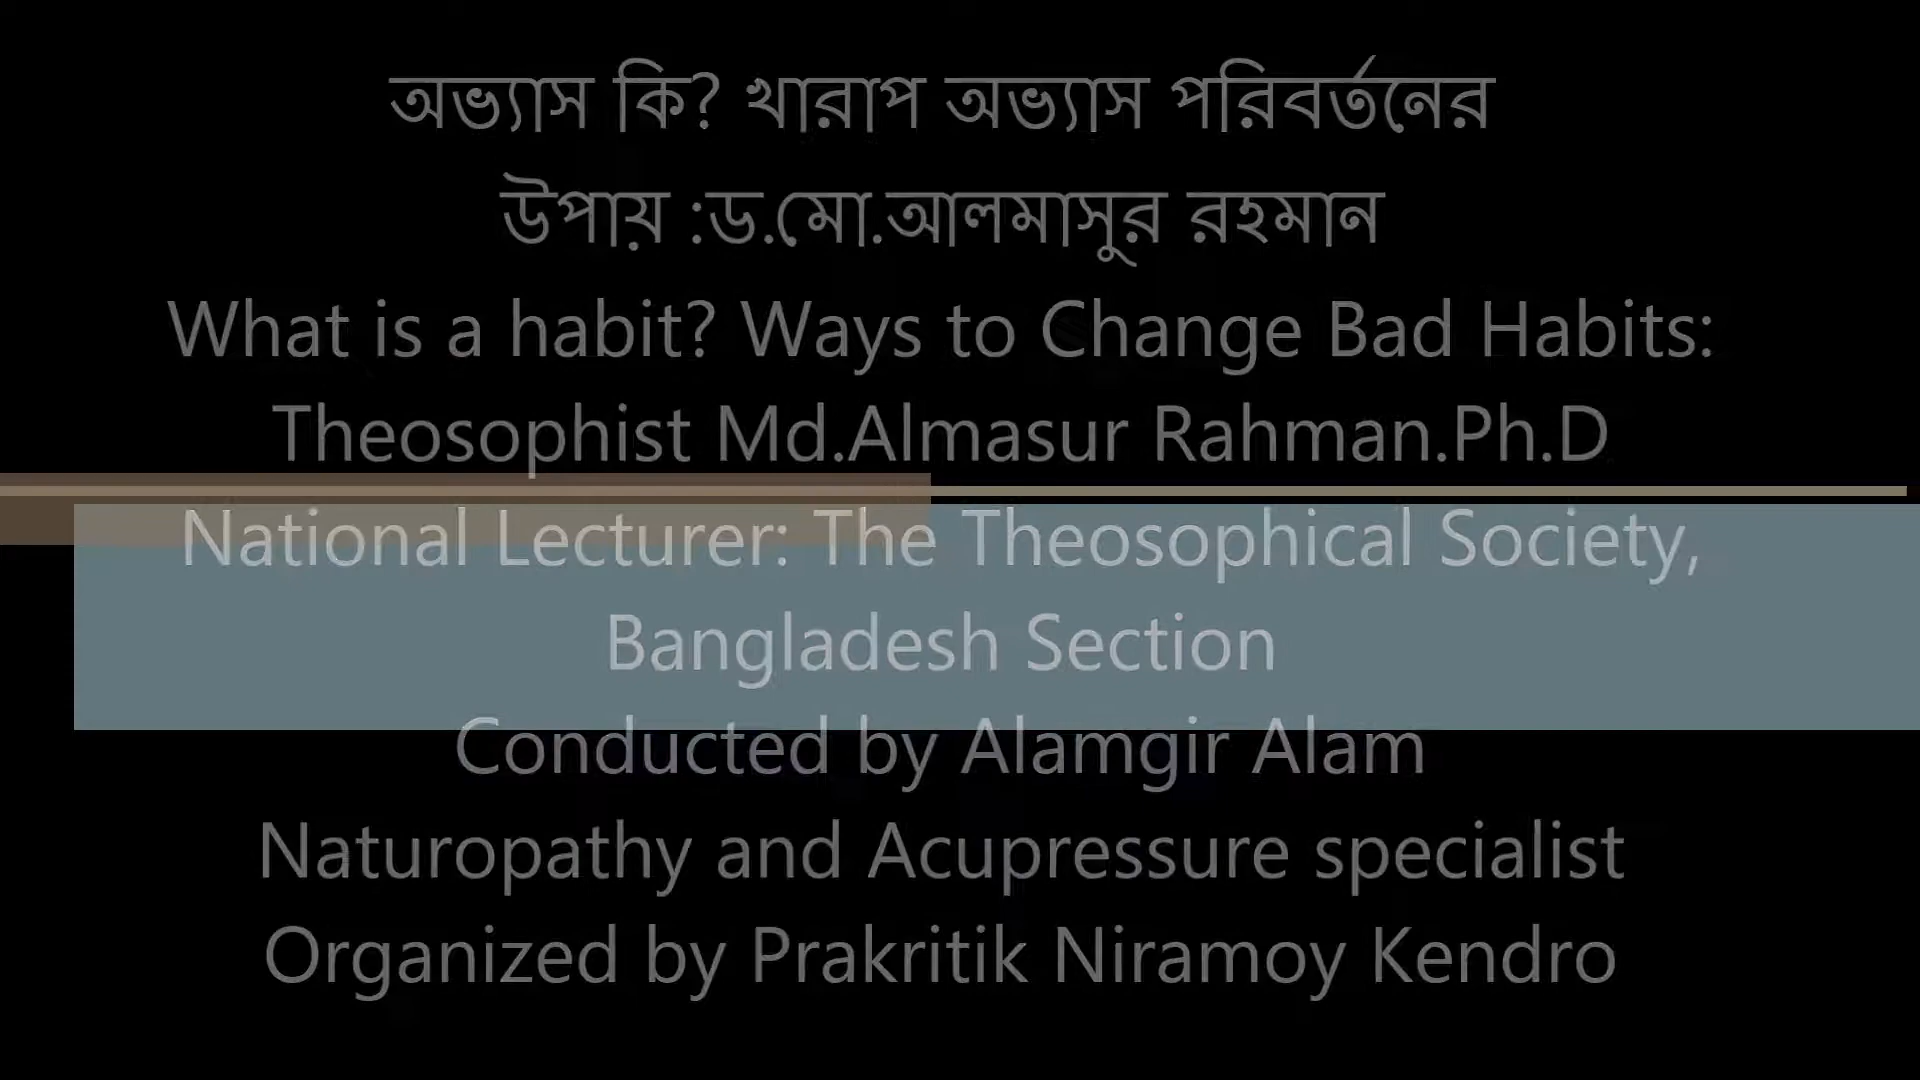 অভ্যাস কি? খারাপ অভ্যাস পরিবর্তনের
উপায় :ড.মো.আলমাসুর রহমান
What is a habit? Ways to Change Bad Habits:
Theosophist Md.Almasur Rahman.Ph.D
National Lecturer: The Theosophical Society,
Bangladesh Section
Conducted by Alamgir Alam
Naturopathy and Acupressure specialist
Organized by Prakritik Niramoy Kendro